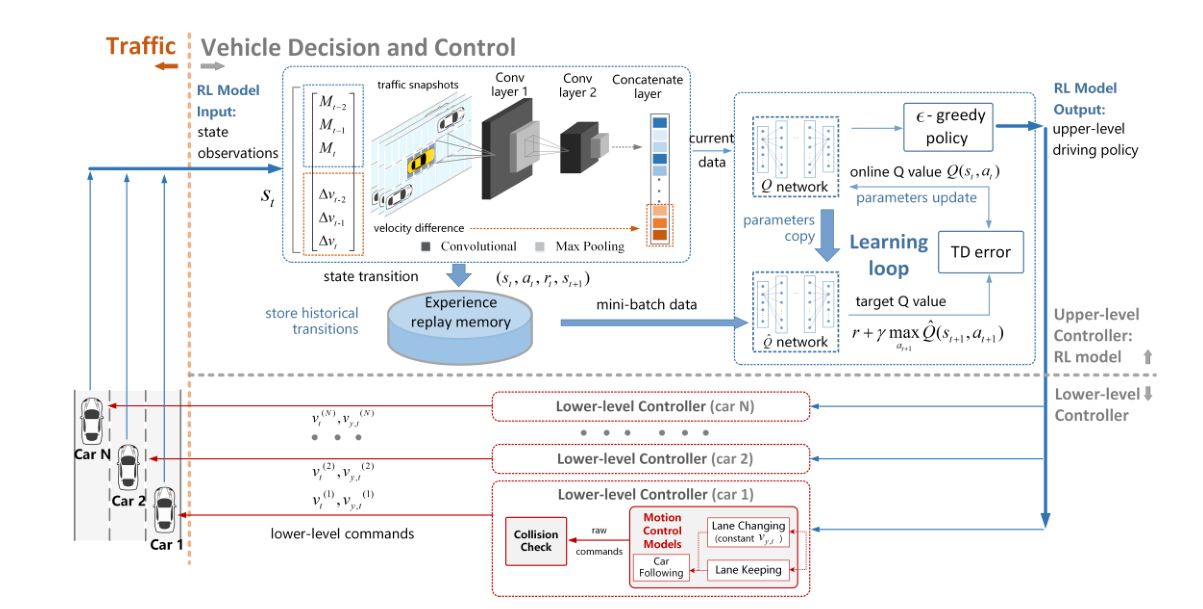 Traffic
Vehicle Decision and Control
RL Model
Input:
state
observations
S_t
M_{t-2}
M_{t-1}
M_t
Δv_{t-2}
Δv_{t-1}
Δv_t
traffic snapshots
Conv
layer 1
Conv
layer 2
Concatenate
layer
velocity difference
Convolutional
Max Pooling
current
data
Q network
ϵ - greedy
policy
online Q value Q(s_t, a_t)
parameters update
parameters
copy
Learning
loop
TD error
target Q value
Q̂ network
r + γ max_{a_{t+1}} Q̂(s_{t+1}, a_{t+1})
RL Model
Output:
upper-level
driving policy
state transition
(s_t, a_t, r_t, s_{t+1})
store historical
transitions
Experience
replay memory
mini-batch data
Upper-level
Controller:
RL model
Lower-level
Controller
Lower-level Controller (car N)
v_t^{(N)}, v_{y,t}^{(N)}
Car N
Lower-level Controller (car 2)
v_t^{(2)}, v_{y,t}^{(2)}
Car 2
Lower-level Controller (car 1)
v_t^{(1)}, v_{y,t}^{(1)}
Car 1
lower-level commands
Collision
Check
raw
commands
Motion
Control
Models
Lane Changing
(constant v_{y,t} )
Car
Following
Lane Keeping